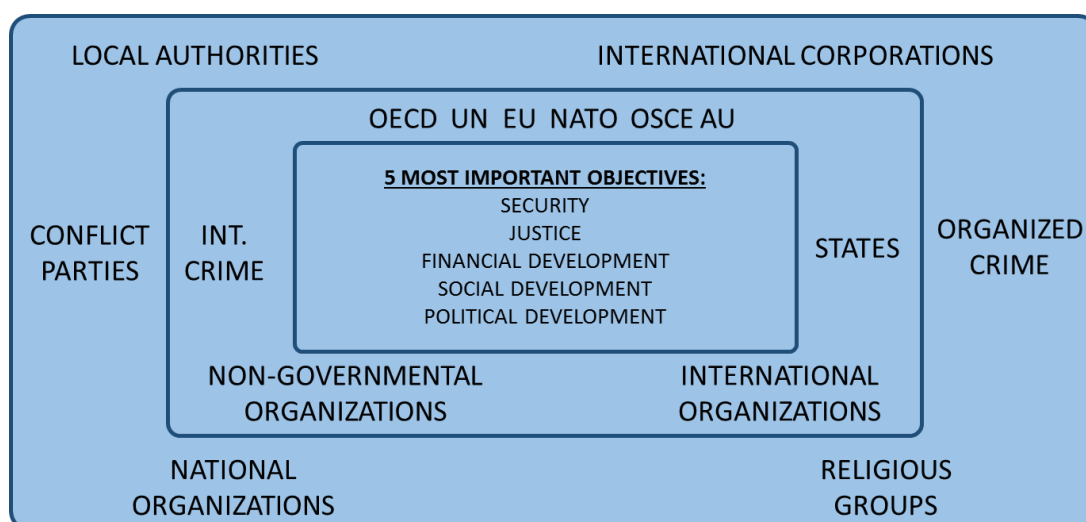 LOCAL AUTHORITIES
INTERNATIONAL CORPORATIONS
OECD UN EU NATO OSCE AU
5 MOST IMPORTANT OBJECTIVES:
SECURITY
JUSTICE
FINANCIAL DEVELOPMENT
SOCIAL DEVELOPMENT
POLITICAL DEVELOPMENT
CONFLICT
PARTIES
INT.
CRIME
STATES
ORGANIZED
CRIME
NON-GOVERNMENTAL
ORGANIZATIONS
INTERNATIONAL
ORGANIZATIONS
NATIONAL
ORGANIZATIONS
RELIGIOUS
GROUPS